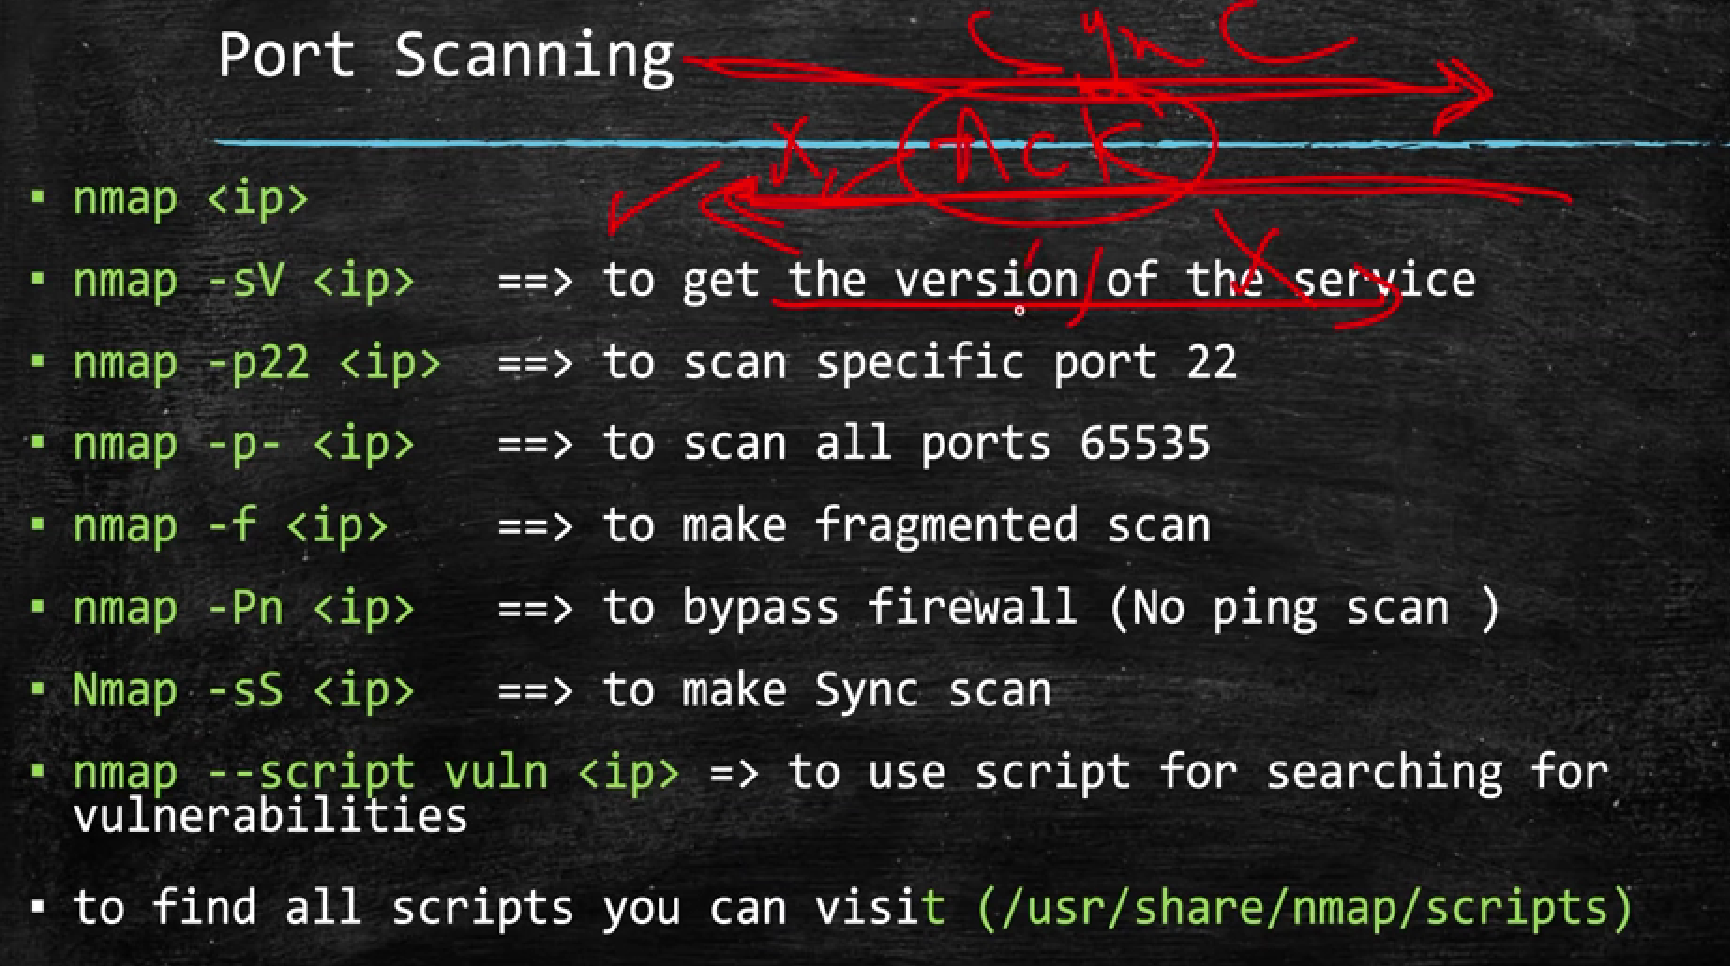 Port Scanning
Sync
Ack
▪ nmap <ip>
▪ nmap -sV <ip> ==> to get the version of the service
▪ nmap -p22 <ip> ==> to scan specific port 22
▪ nmap -p- <ip> ==> to scan all ports 65535
▪ nmap -f <ip> ==> to make fragmented scan
▪ nmap -Pn <ip> ==> to bypass firewall (No ping scan )
▪ Nmap -sS <ip> ==> to make Sync scan
▪ nmap --script vuln <ip> => to use script for searching for
vulnerabilities
▪ to find all scripts you can visit (/usr/share/nmap/scripts)